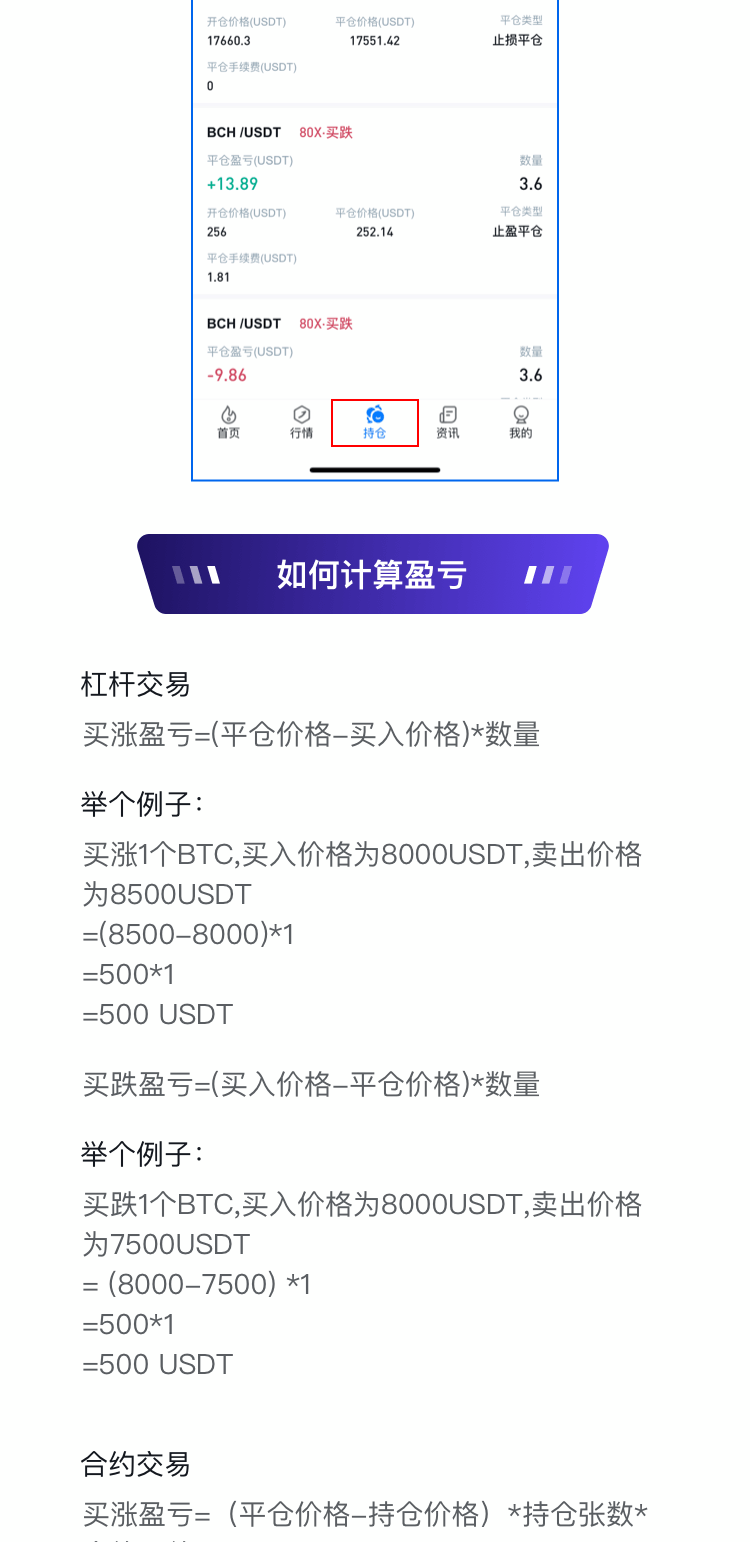 开仓价格(USDT) 平仓价格(USDT) 平仓类型
17660.3 17551.42 止损平仓
平仓手续费(USDT)
0
BCH /USDT 80X·买跌
平仓盈亏(USDT) 数量
+13.89 3.6
开仓价格(USDT) 平仓价格(USDT) 平仓类型
256 252.14 止盈平仓
平仓手续费(USDT)
1.81
BCH /USDT 80X·买跌
平仓盈亏(USDT) 数量
-9.86 3.6
首页 行情 持仓 资讯 我的
如何计算盈亏
杠杆交易
买涨盈亏=(平仓价格-买入价格)*数量
举个例子：
买涨1个BTC,买入价格为8000USDT,卖出价格
为8500USDT
=(8500-8000)*1
=500*1
=500 USDT
买跌盈亏=(买入价格-平仓价格)*数量
举个例子：
买跌1个BTC,买入价格为8000USDT,卖出价格
为7500USDT
=（8000-7500）*1
=500*1
=500 USDT
合约交易
买涨盈亏=（平仓价格-持仓价格）*持仓张数*